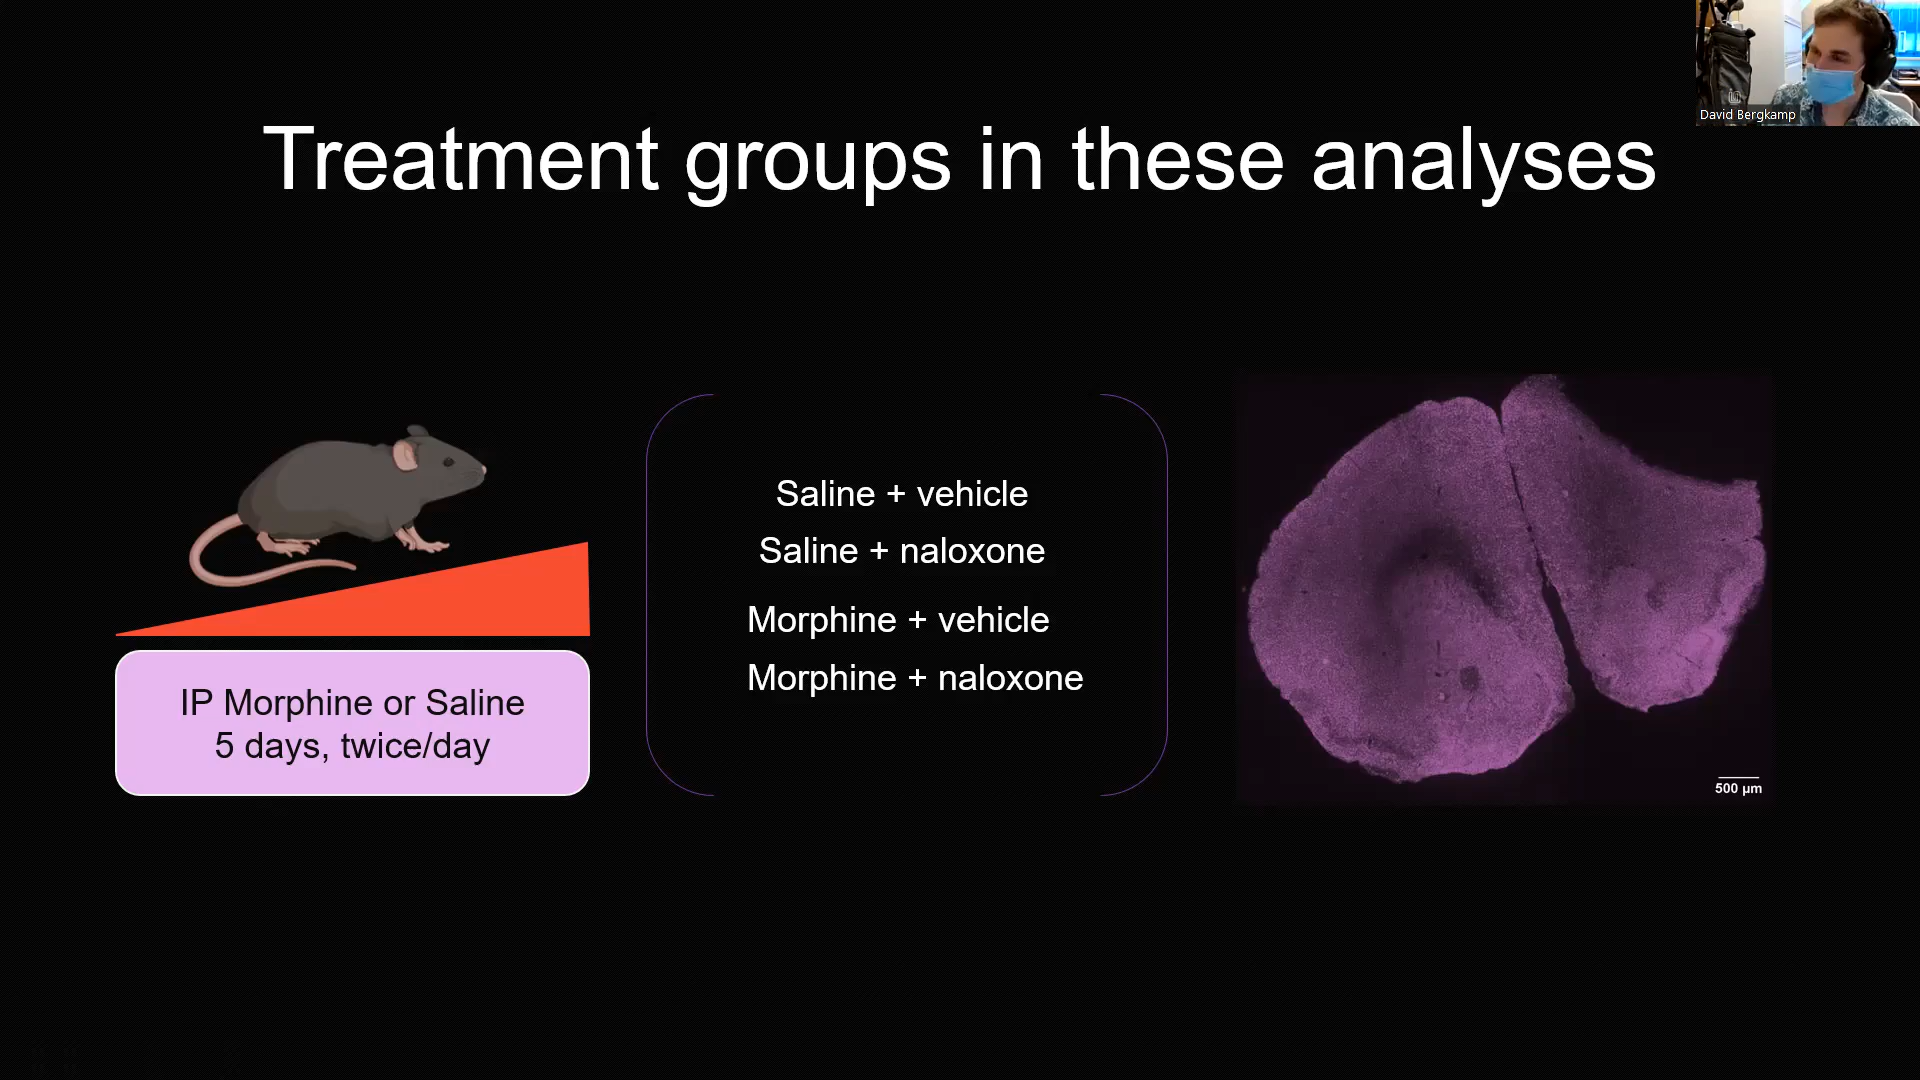 David Bergkamp
Treatment groups in these analyses
IP Morphine or Saline
5 days, twice/day
Saline + vehicle
Saline + naloxone
Morphine + vehicle
Morphine + naloxone
500 µm